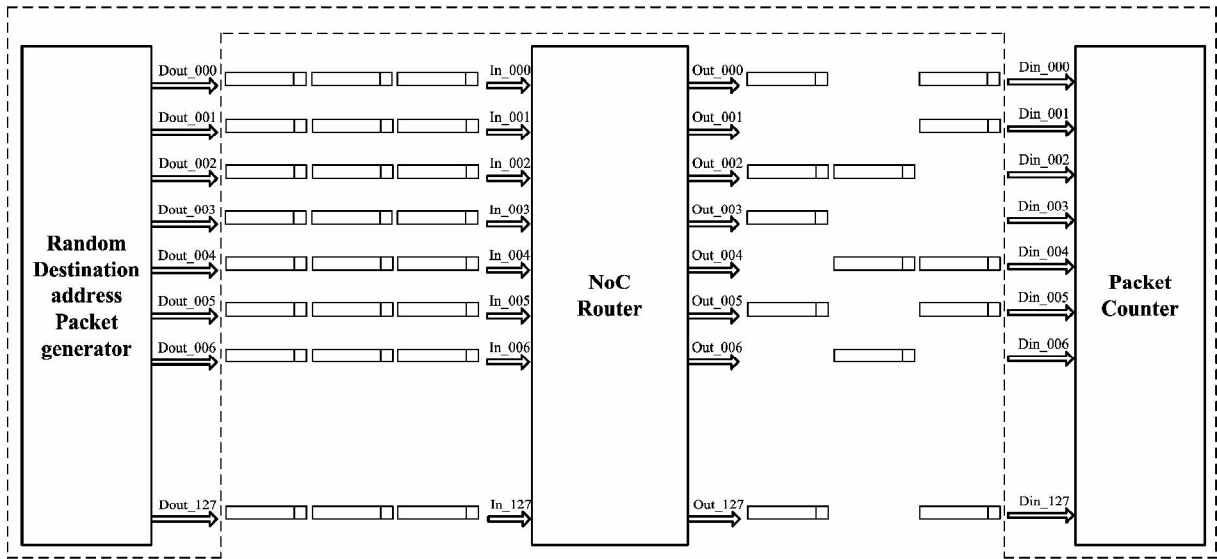 Dout_000
In_000
Out_000
Din_000
Dout_001
In_001
Out_001
Din_001
Dout_002
In_002
Out_002
Din_002
Dout_003
In_003
Out_003
Din_003
Random
Destination
address
Packet
generator
Dout_004
In_004
Out_004
Din_004
NoC
Router
Packet
Counter
Dout_005
In_005
Out_005
Din_005
Dout_006
In_006
Out_006
Din_006
Dout_127
In_127
Out_127
Din_127